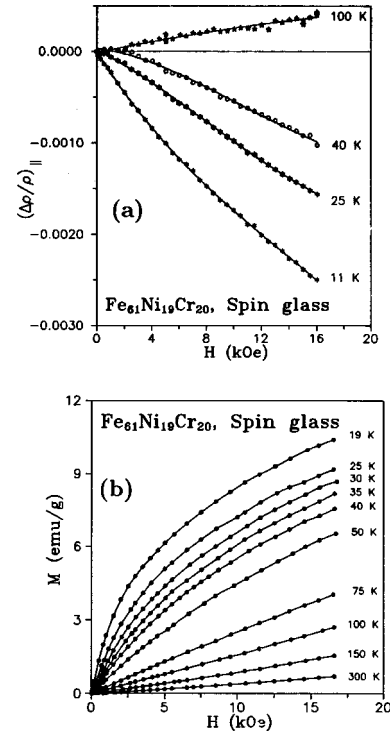 100 K
0.0000
-0.0010
-0.0020
-0.0030
(Δρ/ρ)∥
40 K
25 K
11 K
(a)
Fe₆₁Ni₁₉Cr₂₀, Spin glass
0 4 8 12 16 20
H (kOe)
Fe₆₁Ni₁₉Cr₂₀, Spin glass
(b)
12
9
6
3
0
M (emu/g)
19 K
25 K
30 K
35 K
40 K
50 K
75 K
100 K
150 K
300 K
0 5 10 15 20
H (kOe)